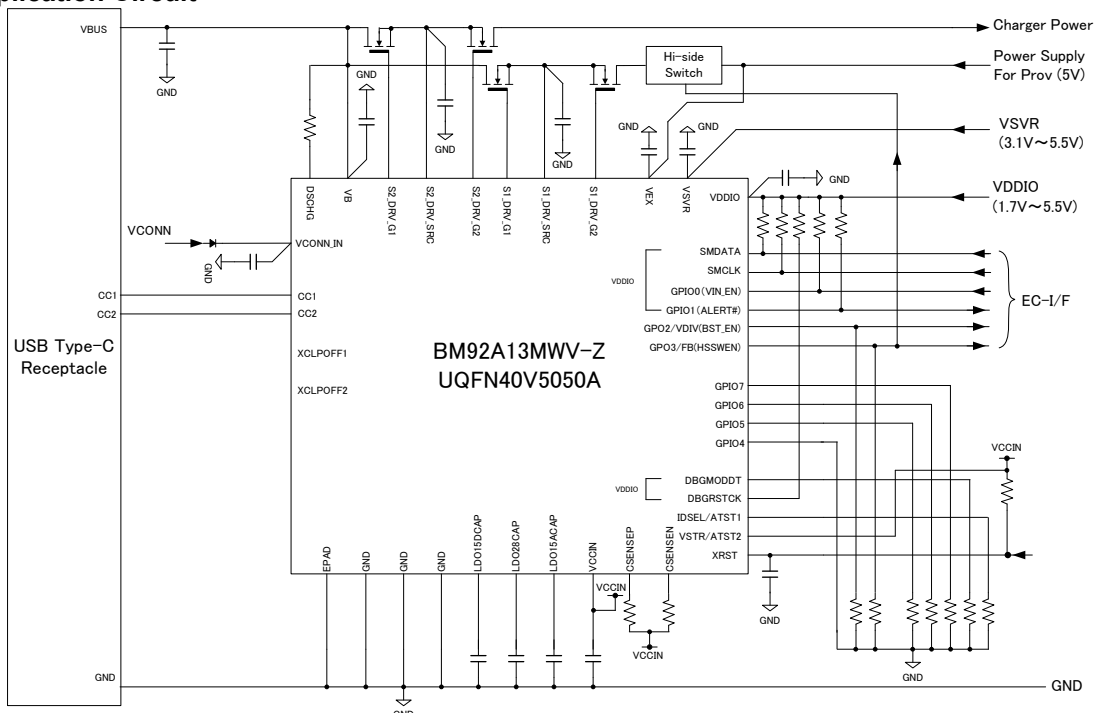 plication Circuit
VBUS
Charger Power
Power Supply
For Prov (5V)
Hi-side
Switch
GND
GND
GND
GND
GND
GND
VSVR
(3.1V～5.5V)
GND
VDDIO
(1.7V～5.5V)
DSCHG
VB
S2_DRV_G1
S2_DRV_SRC
S2_DRV_G2
S1_DRV_G1
S1_DRV_SRC
S1_DRV_G2
VEX
VSVR
VDDIO
VCONN
VCONN_IN
GND
SMDATA
SMCLK
VDDIO
GPIO0(VIN_EN)
GPIO1(ALERT#)
GPO2/VDIV(BST_EN)
GPO3/FB(HSSWEN)
EC-I/F
CC1
CC1
CC2
CC2
USB Type-C
Receptacle
XCLPOFF1
XCLPOFF2
BM92A13MWV-Z
UQFN40V5050A
GPIO7
GPIO6
GPIO5
GPIO4
VCCIN
VDDIO
DBGMODDT
DBGRSTCK
IDSEL/ATST1
VSTR/ATST2
XRST
EPAD
GND
GND
GND
LDO15DCAP
LDO28CAP
LDO15ACAP
VCCIN
CSENSEP
CSENSEN
VCCIN
VCCIN
GND
GND
GND
GND
GND